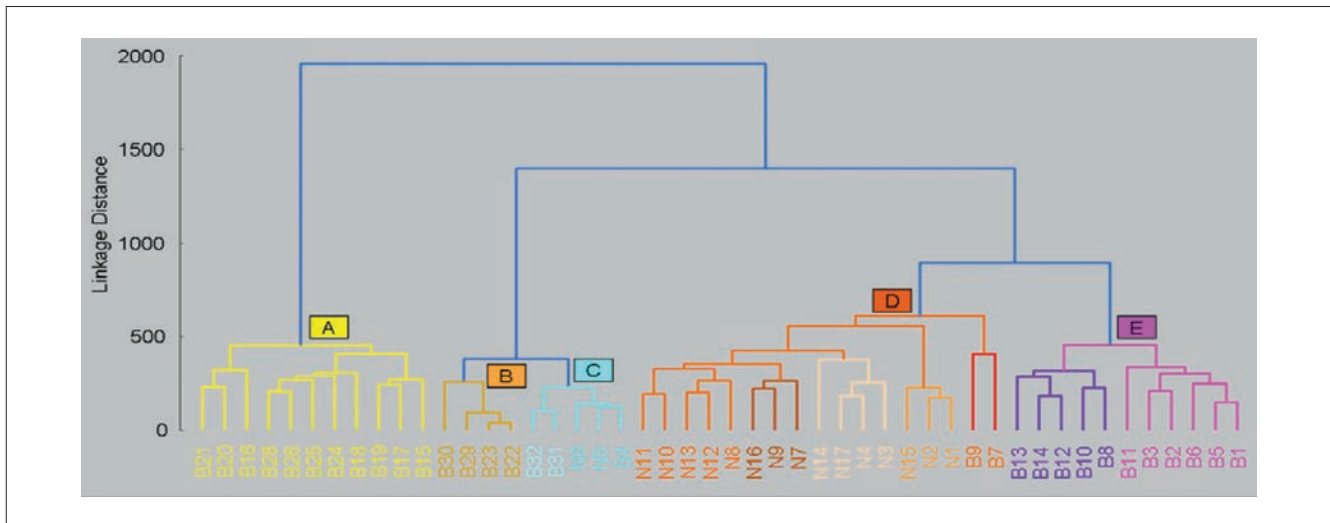 2000
1500
1000
500
0
Linkage Distance
A
B
C
D
E
B21 B20 B16 B28 B26 B25 B24 B18 B19 B17 B15 B30 B29 B23 B22 N11 N10 N13 N12 N8 N16 N9 N7 N14 N17 N4 N3 N15 N2 N1 B9 B7 B13 B14 B12 B10 B8 B11 B3 B2 B6 B5 B1